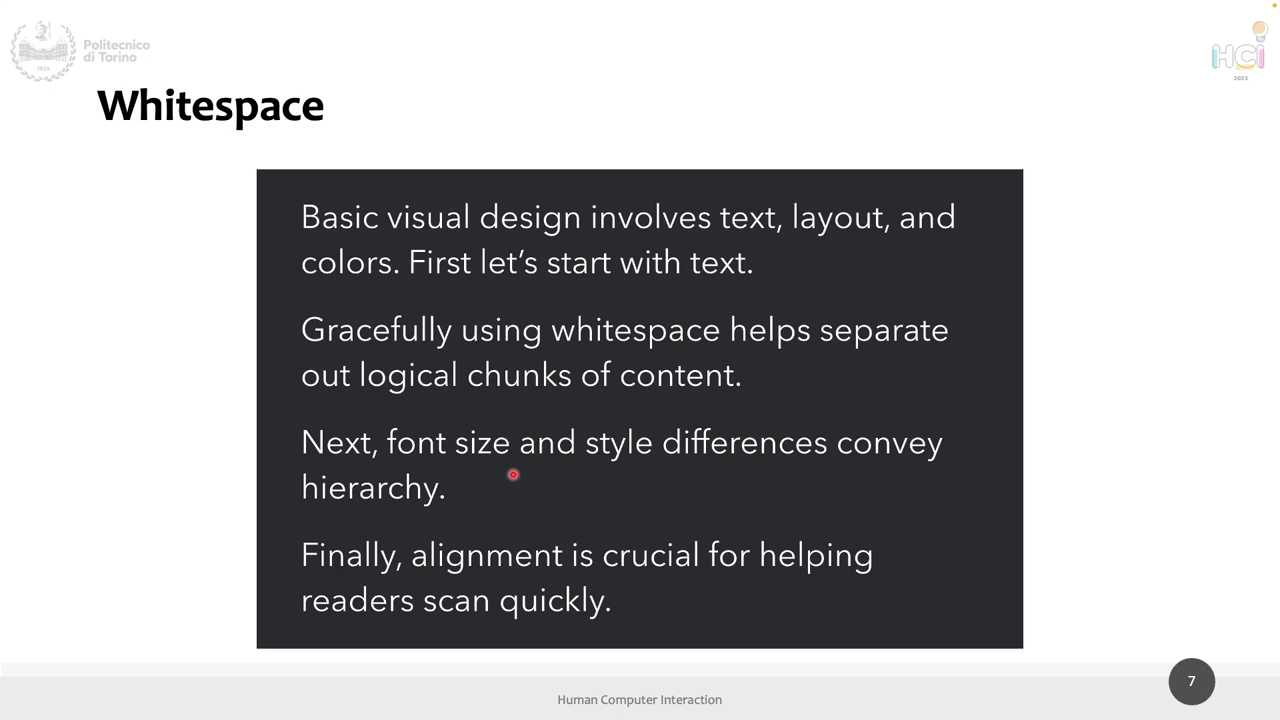 Politecnico
di Torino
1859
HCI
2023
Whitespace
Basic visual design involves text, layout, and
colors. First let’s start with text.
Gracefully using whitespace helps separate
out logical chunks of content.
Next, font size and style differences convey
hierarchy.
Finally, alignment is crucial for helping
readers scan quickly.
Human Computer Interaction
7